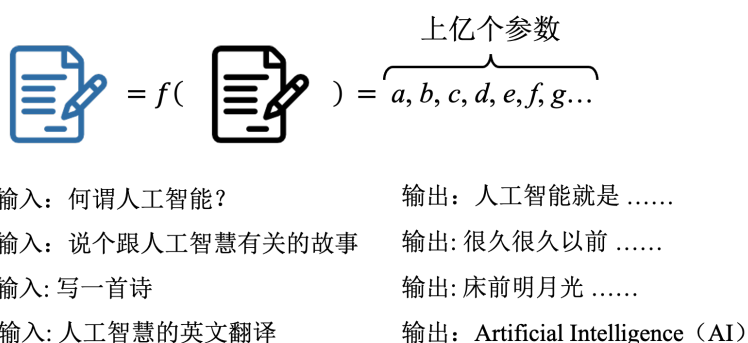 上亿个参数
= f( ) = a, b, c, d, e, f, g…
输入：何谓人工智能？
输出：人工智能就是 ……
输入：说个跟人工智慧有关的故事
输出: 很久很久以前 ……
输入: 写一首诗
输出: 床前明月光 ……
输入: 人工智慧的英文翻译
输出：Artificial Intelligence（AI）